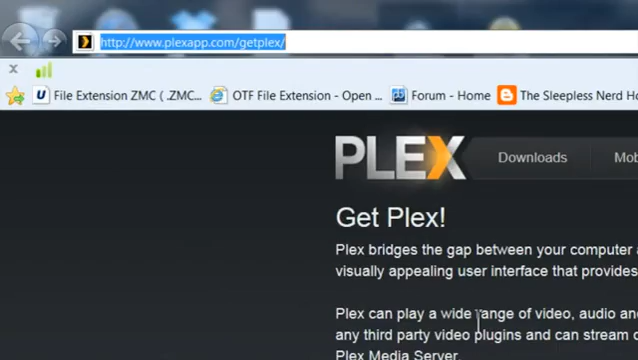 http://www.plexapp.com/getplex/
x
File Extension ZMC ( .ZMC... OTF File Extension - Open ... Forum - Home The Sleepless Nerd Ho
PLEX Downloads Mob
Get Plex!
Plex bridges the gap between your computer a
visually appealing user interface that provides
Plex can play a wide range of video, audio an
any third party video plugins and can stream c
Plex Media Server